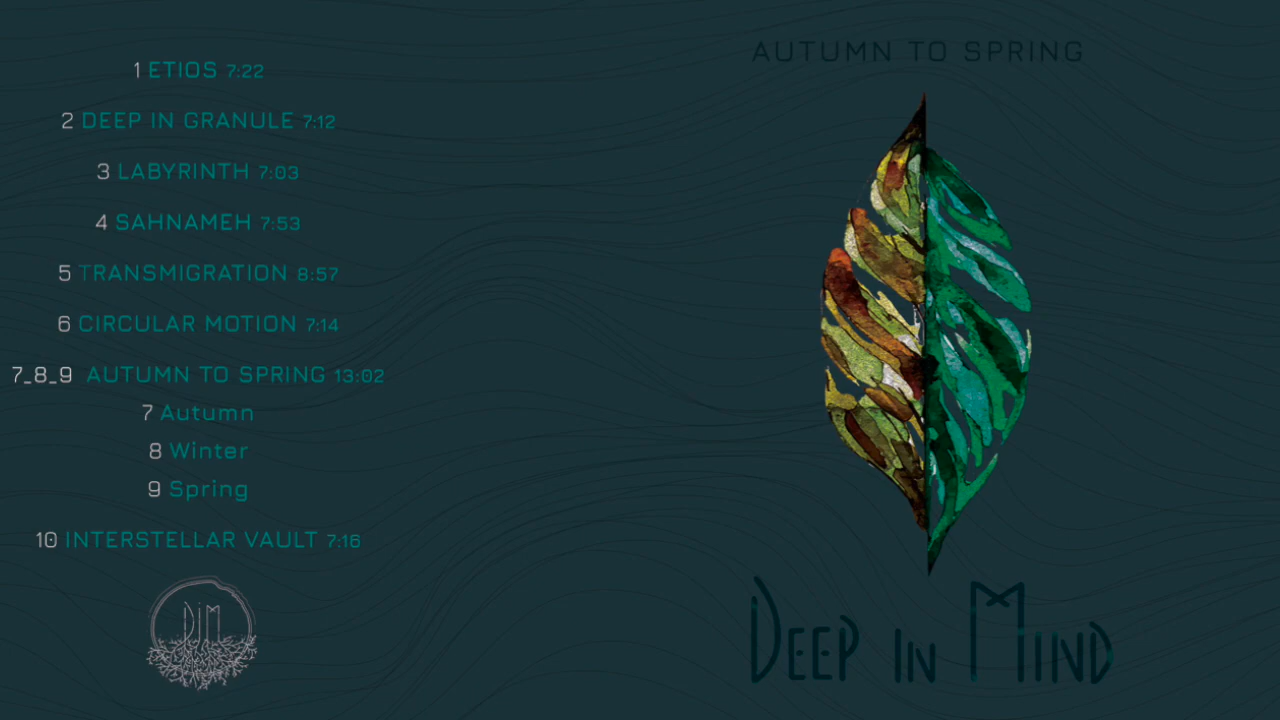 1 ETIOS 7:22
2 DEEP IN GRANULE 7:12
3 LABYRINTH 7:03
4 SAHNAMEH 7:53
5 TRANSMIGRATION 8:57
6 CIRCULAR MOTION 7:14
7_8_9 AUTUMN TO SPRING 13:02
7 Autumn
8 Winter
9 Spring
10 INTERSTELLAR VAULT 7:16
DiM
AUTUMN TO SPRING
DEEP IN MIND